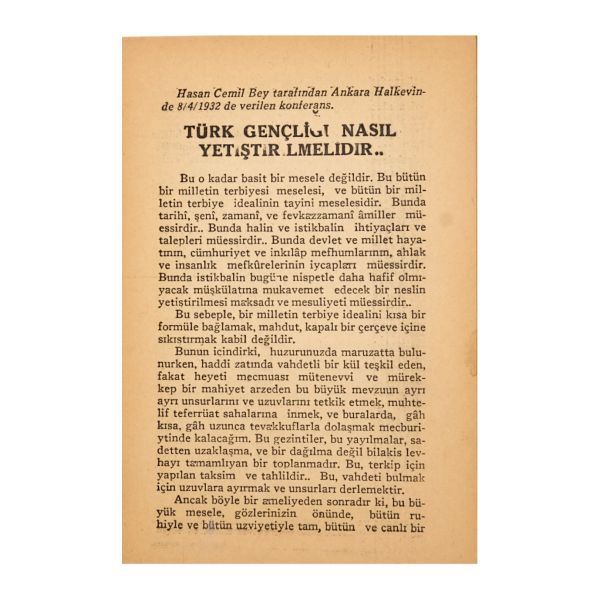 Hasan Cemil Bey tarafından Ankara Halkevin-
de 8/4/1932 de verilen konferans.
TÜRK GENÇLİĞİ NASIL
YETİŞTİRİLMELİDIR..
Bu o kadar basit bir mesele değildir. Bu bütün
bir milletin terbiyesi meselesi, ve bütün bir mil-
letin terbiye idealinin tayini meselesidir. Bunda
tarihî, şenî, zamanî, ve fevkazzamanî âmiller mü-
essirdir.. Bunda halin ve istikbalin ihtiyaçları ve
talepleri müessirdir.. Bunda devlet ve millet haya-
tının, cümhuriyet ve inkılâp mefhumlarının, ahlak
ve insanlık mefkûrelerinin iycapları müessirdir.
Bunda istikbalin bugüne nispetle daha hafif olmı-
yacak müşkülatına mukavemet edecek bir neslin
yetistirilmesi maksadı ve mesuliyeti müessirdir..
Bu sebeple, bir milletin terbiye idealini kısa bir
formüle bağlamak, mahdut, kapalı bir çerçeve içine
sıkıstırmak kabil değildir.
Bunun icindirki, huzurunuzda maruzatta bulu-
nurken, haddi zatında vahdetli bir kül teşkil eden,
fakat heyeti mecmuası mütenevvi ve mürek-
kep bir mahiyet arzeden bu büyük mevzuun ayrı
ayrı unsurlarını ve uzuvlarını tetkik etmek, muhte-
lif teferrüat sahalarına inmek, ve buralarda, gâh
kısa, gâh uzunca tevakkuflarla dolaşmak mecburi-
ytinde kalacağım. Bu gezintiler, bu yayılmalar, sa-
detten uzaklaşma, ve bir dağılma değil bilakis lev-
hayı tamamlıyan bir toplanmadır. Bu, terkip için
yapılan taksim ve tahlildir.. Bu, vahdeti bulmak
için uzuvlara ayırmak ve unsurları derlemektir.
Ancak böyle bir ameliyeden sonradır ki, bu bü-
yük mesele, gözlerinizin önünde, bütün ru-
hiyle ve bütün uzviyetiyle tam, bütün ve canlı bir